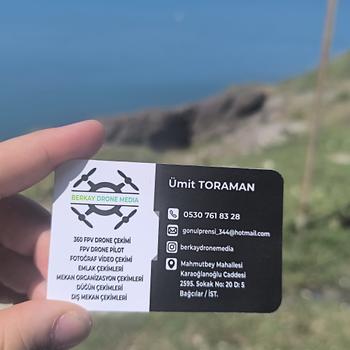 BERKAY DRONE MEDIA
360 FPV DRONE ÇEKİMİ
FPV DRONE PILOT
FOTOĞRAF VİDEO ÇEKİMİ
EMLAK ÇEKİMLERİ
MEKAN ORGANİZASYON ÇEKİMLERİ
DÜĞÜN ÇEKİMLERİ
DIŞ MEKAN ÇEKİMLERİ
Ümit TORAMAN
0530 761 83 28
gonulprensi_344@hotmail.com
berkaydronemedia
Mahmutbey Mahallesi
Karaoğlanoğlu Caddesi
2595. Sokak No: 20 D: 5
Bağcılar / İST.